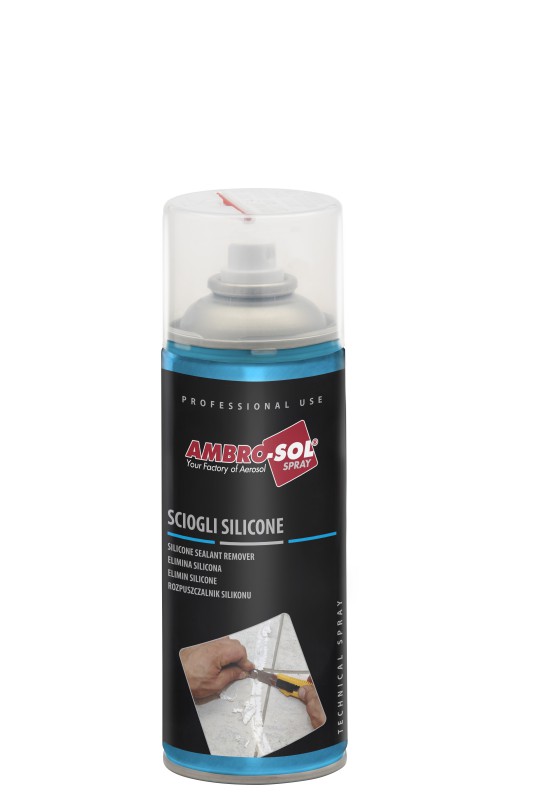 PROFESSIONAL USE
AMBRO-SOL®
Your Factory of Aerosol
SPRAY
SCIOGLI SILICONE
SILICONE SEALANT REMOVER
ELIMINA SILICONA
ELIMIN SILICONE
ROZPUSZCZALNIK SILIKONU
TECHNICAL SPRAY